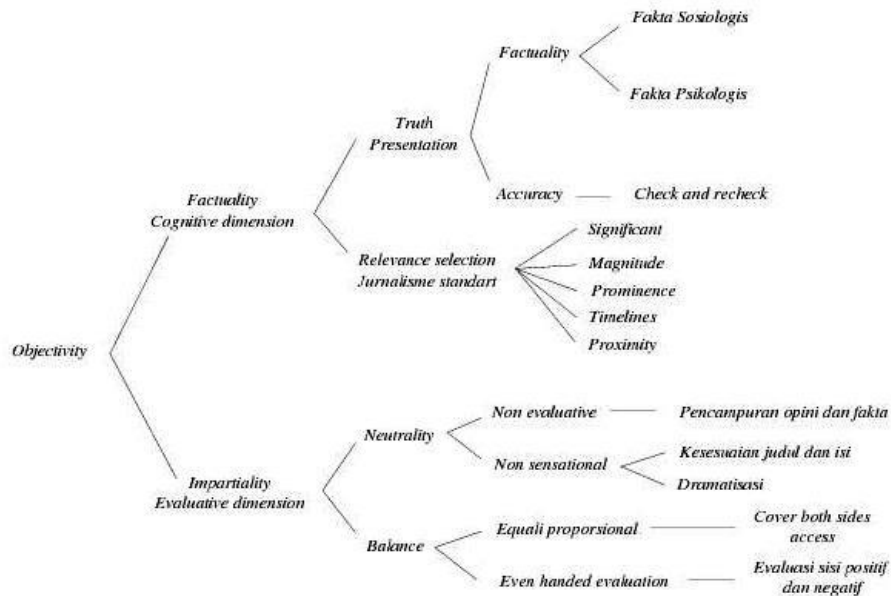 Fakta Sosiologis
Factuality
Fakta Psikologis
Truth
Presentation
Accuracy
Check and recheck
Factuality
Cognitive dimension
Relevance selection
Jurnalisme standart
Significant
Magnitude
Prominence
Timelines
Proximity
Objectivity
Non evaluative
Pencampuran opini dan fakta
Neutrality
Non sensational
Kesesuaian judul dan isi
Dramatisasi
Impartiality
Evaluative dimension
Balance
Equali proporsional
Cover both sides
access
Even handed evaluation
Evaluasi sisi positif
dan negatif